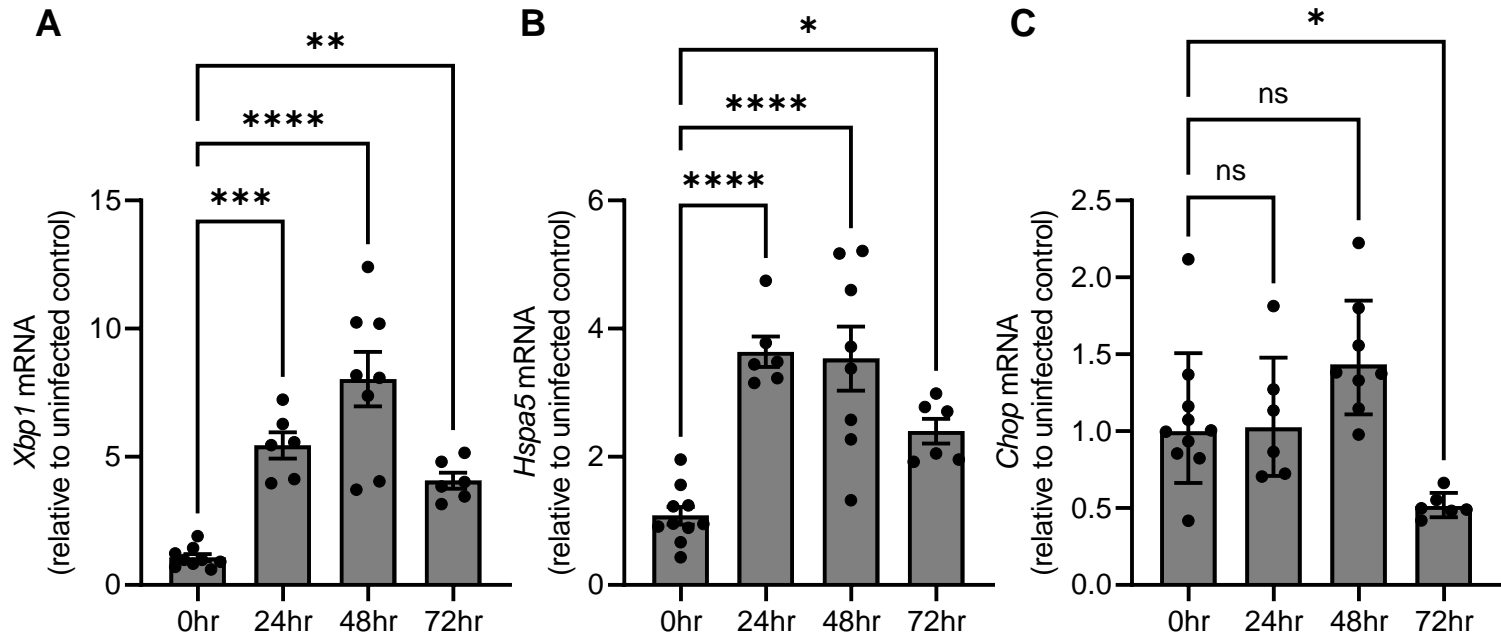 A
**
****
***
15
10
5
0
Xbp1 mRNA
(relative to uninfected control)
0hr 24hr 48hr 72hr
B
*
****
****
6
4
2
0
Hspa5 mRNA
(relative to uninfected control)
0hr 24hr 48hr 72hr
C
*
ns
ns
2.5
2.0
1.5
1.0
0.5
0.0
Chop mRNA
(relative to uninfected control)
0hr 24hr 48hr 72hr